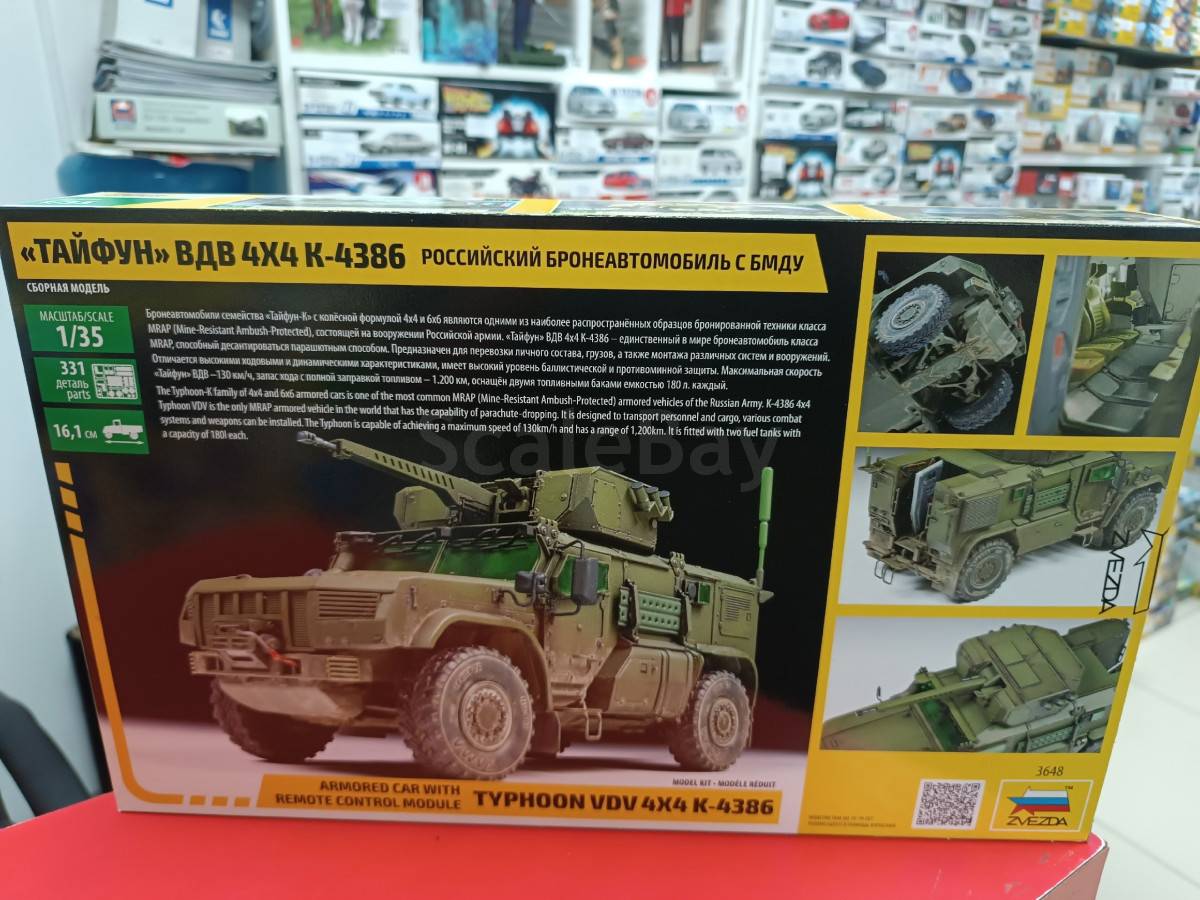 «ТАЙФУН» ВДВ 4Х4 К-4386 РОССИЙСКИЙ БРОНЕАВТОМОБИЛЬ С БМДУ
СБОРНАЯ МОДЕЛЬ
МАСШТАБ/SCALE
1/35
331
деталь
parts
16,1 см
Бронеавтомобили семейства «Тайфун-К» с колёсной формулой 4х4 и 6х6 являются одними из наиболее распространённых образцов бронированной техники класса
MRAP (Mine-Resistant Ambush-Protected), состоящей на вооружении Российской армии. «Тайфун» ВДВ 4х4 К-4386 – единственный в мире бронеавтомобиль класса
MRAP, способный десантироваться парашютным способом. Предназначен для перевозки личного состава, грузов, а также монтажа различных систем и вооружений.
Отличается высокими ходовыми и динамическими характеристиками, имеет высокий уровень баллистической и противоминной защиты. Максимальная скорость
«Тайфун» ВДВ –130 км/ч, запас хода с полной заправкой топливом – 1.200 км, оснащён двумя топливными баками емкостью 180 л. каждый.
The Typhoon-K family of 4x4 and 6x6 armored cars is one of the most common MRAP (Mine-Resistant Ambush-Protected) armored vehicles of the Russian Army. K-4386 4x4
Typhoon VDV is the only MRAP armored vehicle in the world that has the capability of parachute-dropping. It is designed to transport personnel and cargo, various combat
systems and weapons can be installed. The Typhoon is capable of achieving a maximum speed of 130km/h and has a range of 1,200km. It is fitted with two fuel tanks with
a capacity of 180l each.
ScaleBay
ZVEZDA
MODEL KIT - MODÈLE RÉDUIT
ARMORED CAR WITH
REMOTE CONTROL MODULE
TYPHOON VDV 4X4 K-4386
3648
ZVEZDA
TM